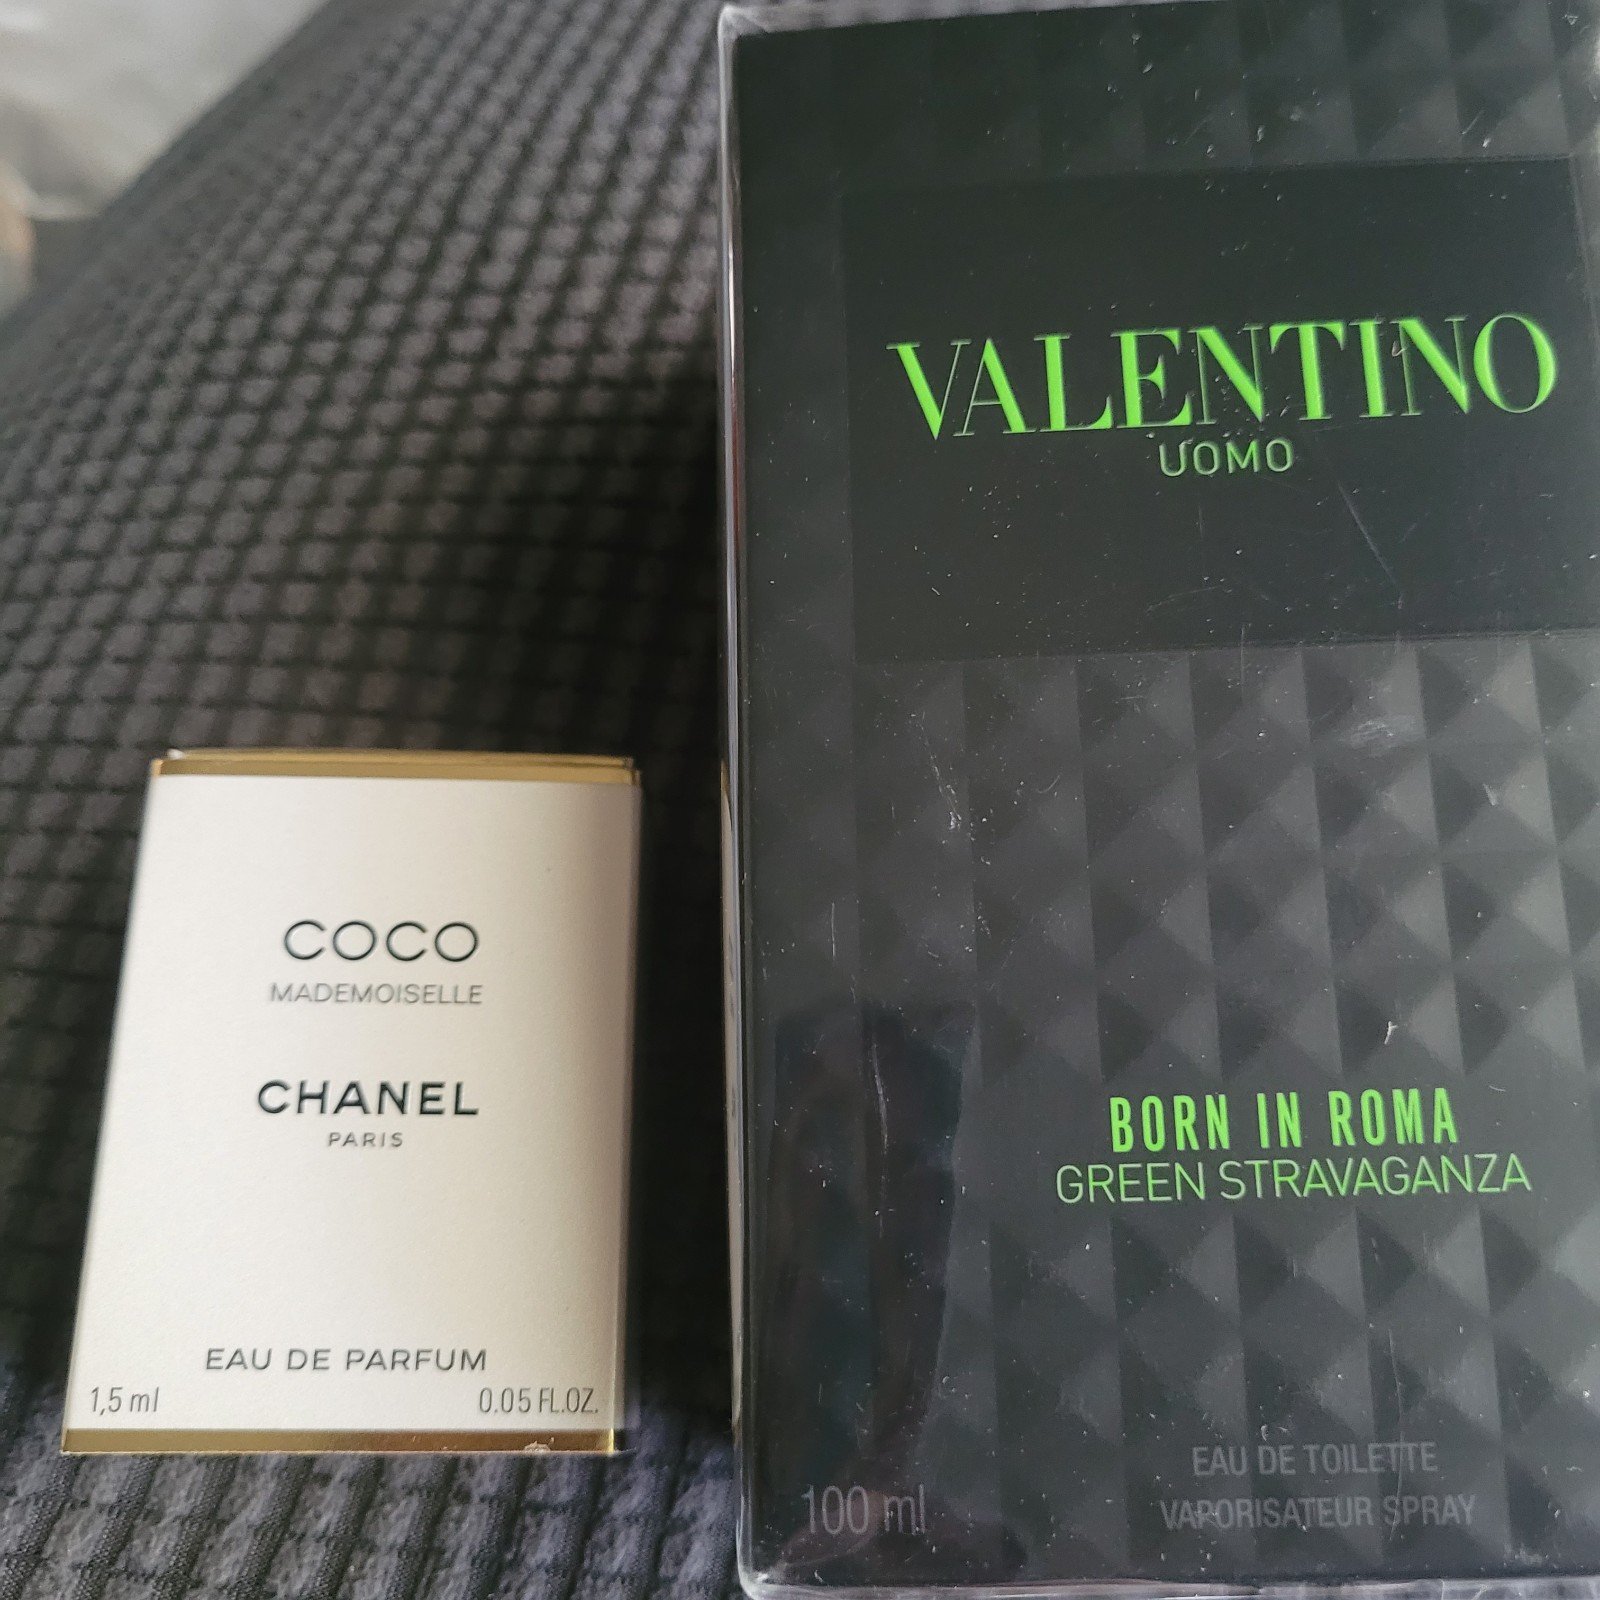 COCO
MADEMOISELLE
CHANEL
PARIS
EAU DE PARFUM
1,5 ml
0.05 FL.OZ.
VALENTINO
UOMO
BORN IN ROMA
GREEN STRAVAGANZA
EAU DE TOILETTE
100 ml
VAPORISATEUR SPRAY